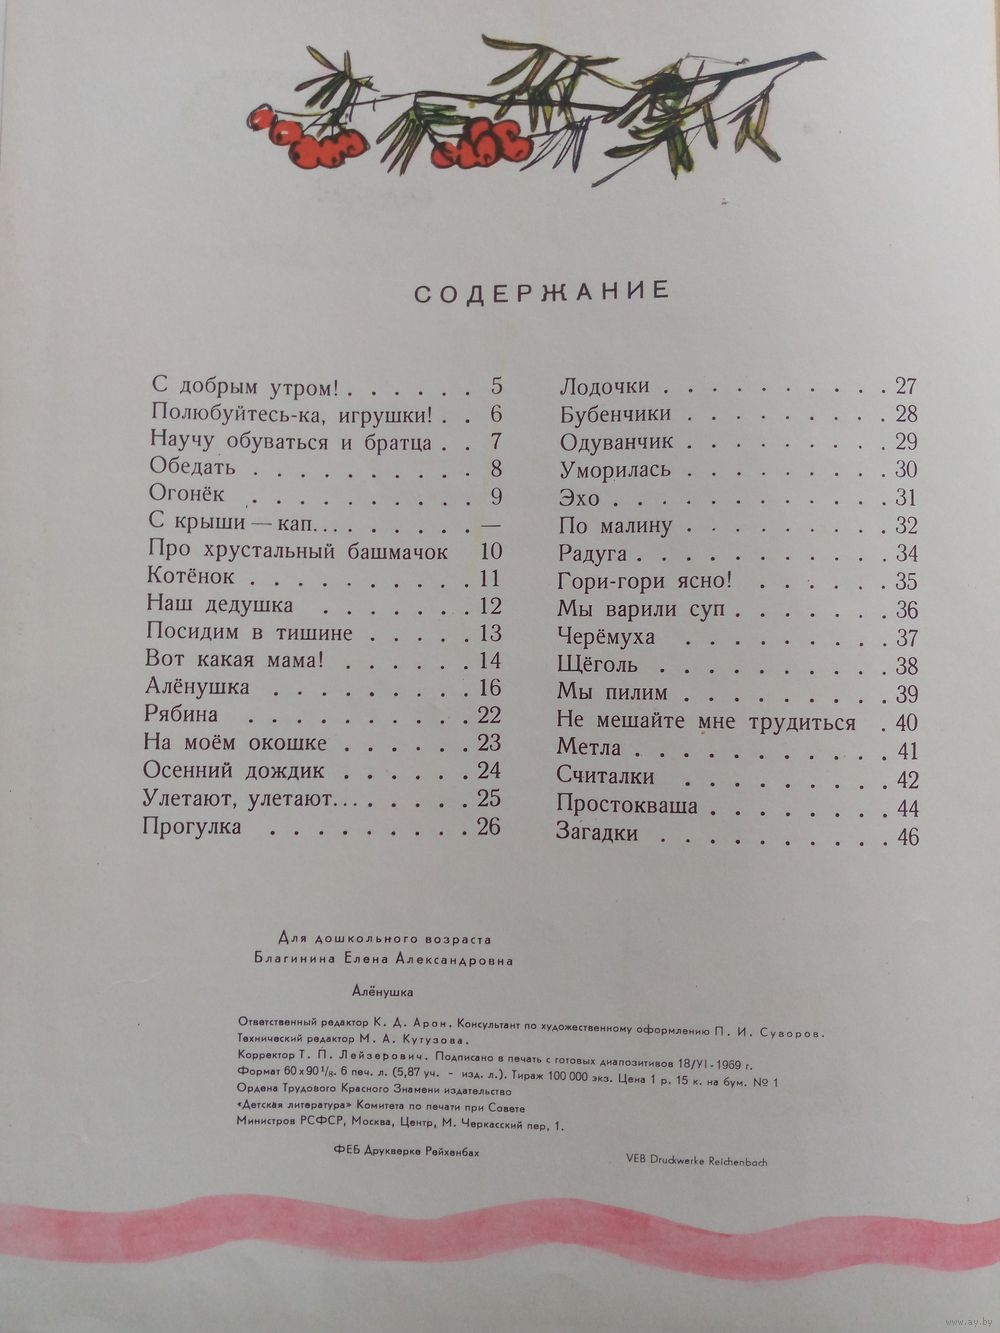 СОДЕРЖАНИЕ
С добрым утром! . . . . . . 5
Полюбуйтесь-ка, игрушки! . . 6
Научу обуваться и братца . . 7
Обедать . . . . . . . . . . 8
Огонёк . . . . . . . . . . 9
С крыши — кап... . . . . . . —
Про хрустальный башмачок 10
Котёнок . . . . . . . . . . 11
Наш дедушка . . . . . . . 12
Посидим в тишине . . . . . 13
Вот какая мама! . . . . . . 14
Алёнушка . . . . . . . . . 16
Рябина . . . . . . . . . . 22
На моём окошке . . . . . . 23
Осенний дождик . . . . . . 24
Улетают, улетают... . . . . . 25
Прогулка . . . . . . . . . 26
Лодочки . . . . . . . . . . 27
Бубенчики . . . . . . . . . 28
Одуванчик . . . . . . . . . 29
Уморилась . . . . . . . . . 30
Эхо . . . . . . . . . . . . 31
По малину . . . . . . . . . 32
Радуга . . . . . . . . . . . 34
Гори-гори ясно! . . . . . . 35
Мы варили суп . . . . . . . 36
Черёмуха . . . . . . . . . 37
Щёголь . . . . . . . . . . 38
Мы пилим . . . . . . . . . 39
Не мешайте мне трудиться . 40
Метла . . . . . . . . . . . 41
Считалки . . . . . . . . . 42
Простокваша . . . . . . . . 44
Загадки . . . . . . . . . . 46
Для дошкольного возраста
Благинина Елена Александровна
Алёнушка
Ответственный редактор К. Д. Арон. Консультант по художественному оформлению П. И. Суворов.
Технический редактор М. А. Кутузова.
Корректор Т. П. Лейзерович. Подписано в печать с готовых диапозитивов 18/VI - 1969 г.
Формат 60х90 1/8. 6 печ. л. (5,87 уч. - изд. л.). Тираж 100 000 экз. Цена 1 р. 15 к. на бум. № 1
Ордена Трудового Красного Знамени издательство
«Детская литература» Комитета по печати при Совете
Министров РСФСР, Москва, Центр, М. Черкасский пер, 1.
ФЕБ Друкверке Рейхенбах
VEB Druckwerke Reichenbach
www.ay.by